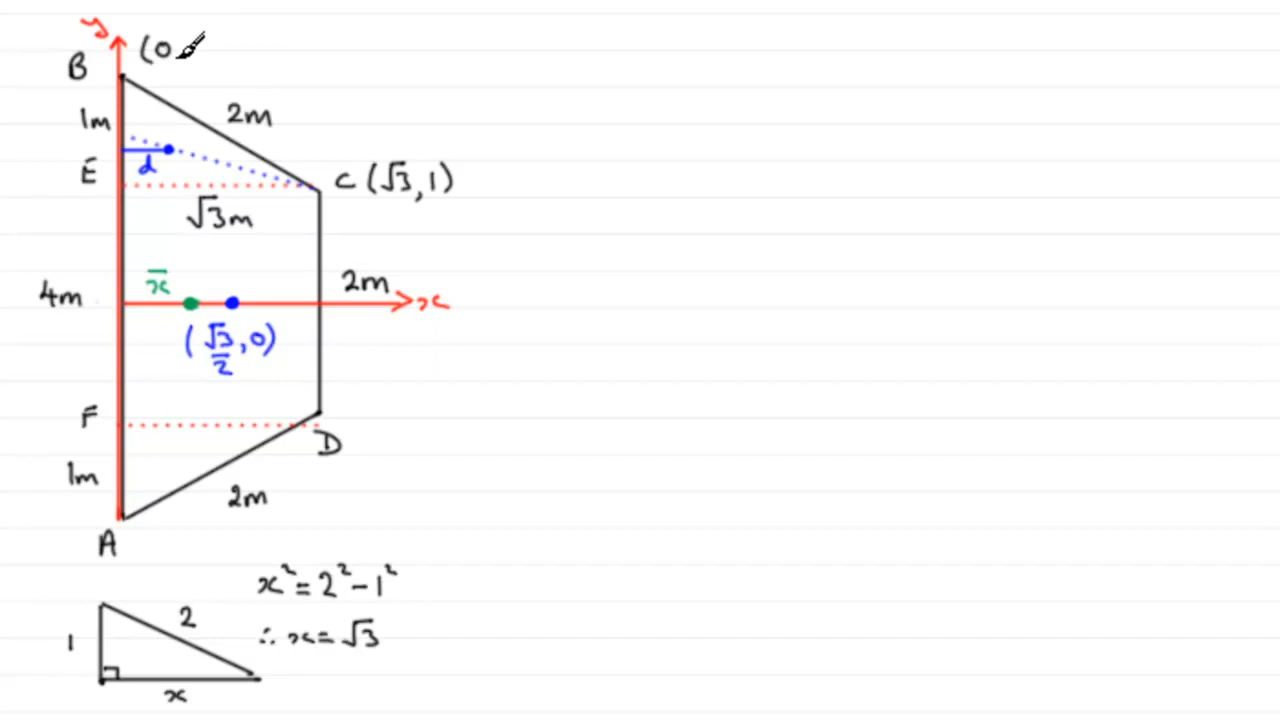 y
B (0
1m
2m
d
E
C (√3, 1)
√3m
x̄
4m
2m
x
(√3/2, 0)
F
D
1m
2m
A
x² = 2² - 1²
2
1
∴ x = √3
x